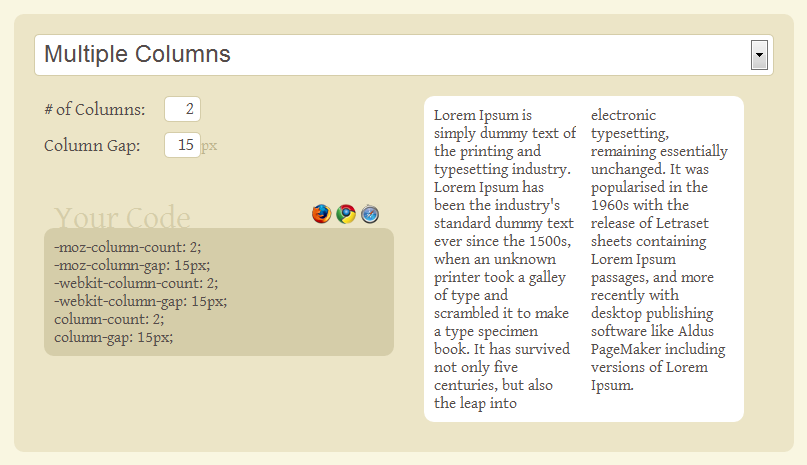 Multiple Columns
# of Columns: 2
Column Gap: 15 px
Your Code
-moz-column-count: 2;
-moz-column-gap: 15px;
-webkit-column-count: 2;
-webkit-column-gap: 15px;
column-count: 2;
column-gap: 15px;
Lorem Ipsum is
simply dummy text of
the printing and
typesetting industry.
Lorem Ipsum has
been the industry's
standard dummy text
ever since the 1500s,
when an unknown
printer took a galley
of type and
scrambled it to make
a type specimen
book. It has survived
not only five
centuries, but also
the leap into
electronic
typesetting,
remaining essentially
unchanged. It was
popularised in the
1960s with the
release of Letraset
sheets containing
Lorem Ipsum
passages, and more
recently with
desktop publishing
software like Aldus
PageMaker including
versions of Lorem
Ipsum.